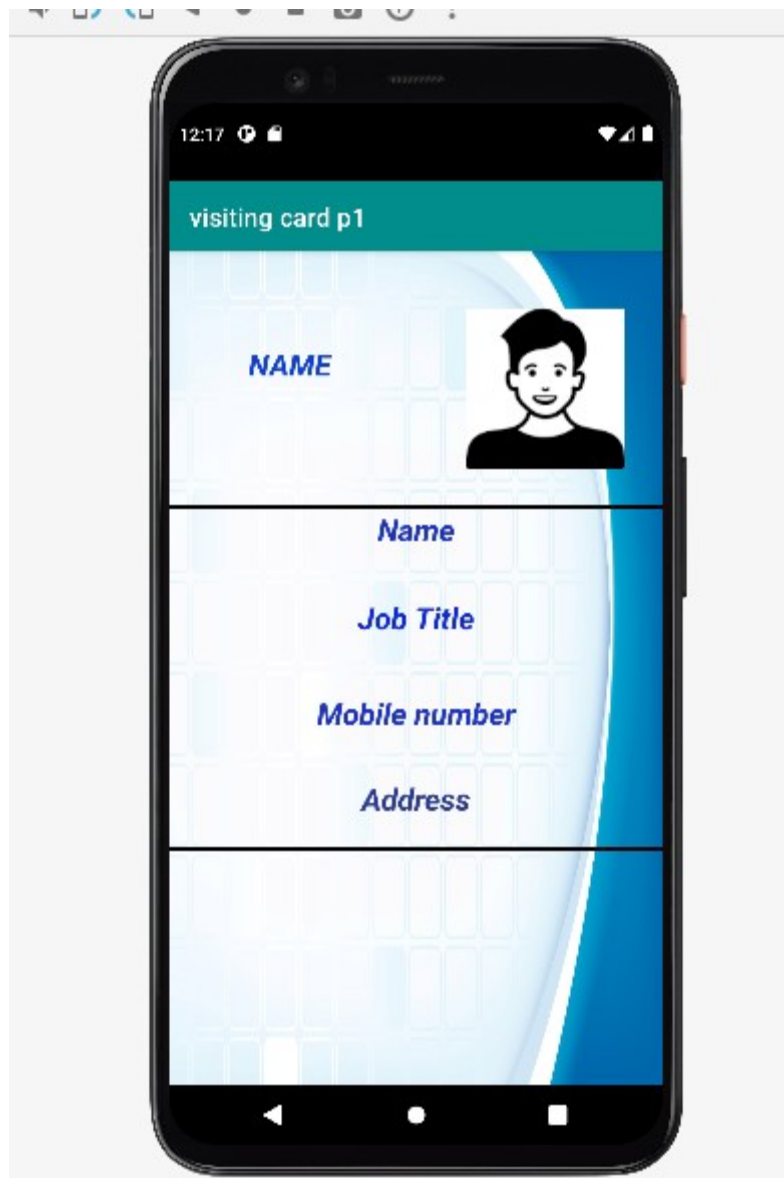 12:17
visiting card p1
NAME
Name
Job Title
Mobile number
Address